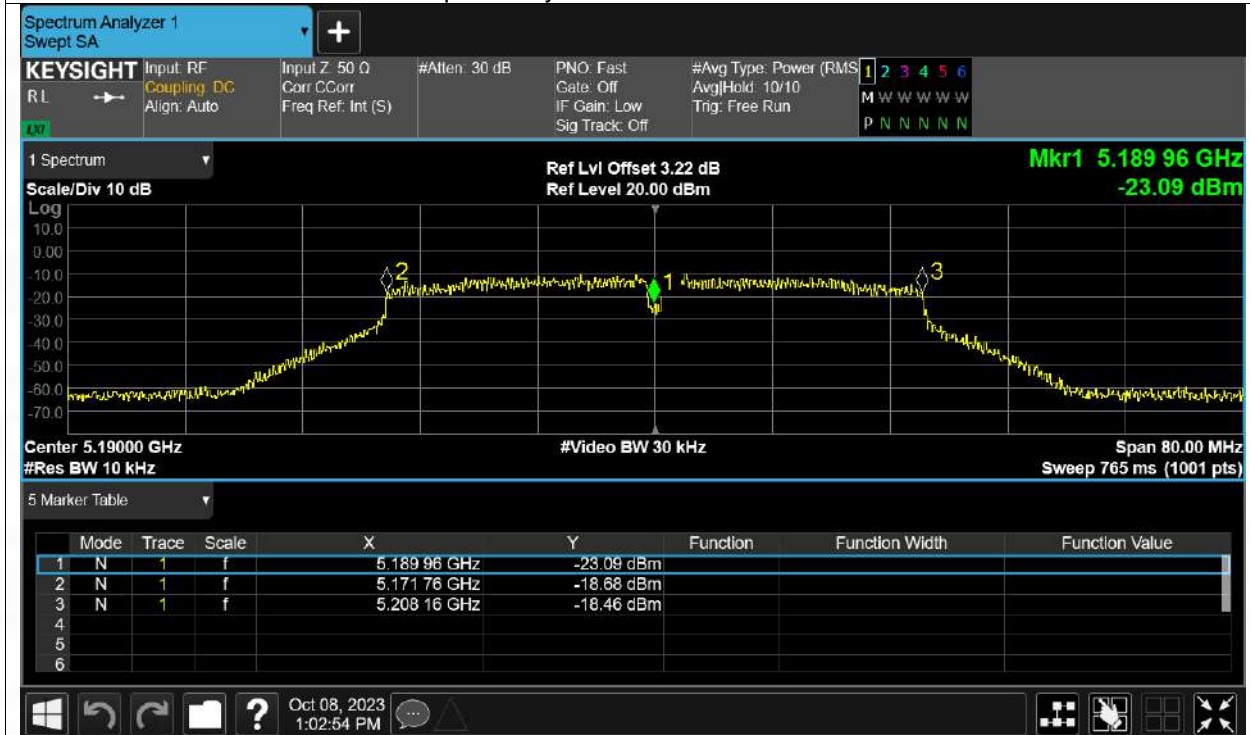 Spectrum Analyzer 1
Swept SA
+
KEYSIGHT
RL
LXI
Input: RF
Coupling: DC
Align: Auto
Input Z: 50 Ω
Corr CCorr
Freq Ref: Int (S)
#Atten: 30 dB
PNO: Fast
Gate: Off
IF Gain: Low
Sig Track: Off
#Avg Type: Power (RMS
Avg|Hold: 10/10
Trig: Free Run
1 2 3 4 5 6
M W W W W W
P N N N N N
1 Spectrum
Scale/Div 10 dB
Ref Lvl Offset 3.22 dB
Ref Level 20.00 dBm
Mkr1 5.189 96 GHz
-23.09 dBm
Log
10.0
0.00
-10.0
-20.0
-30.0
-40.0
-50.0
-60.0
-70.0
2
1
3
Center 5.19000 GHz
#Res BW 10 kHz
#Video BW 30 kHz
Span 80.00 MHz
Sweep 765 ms (1001 pts)
5 Marker Table
Mode Trace Scale X Y Function Function Width Function Value
1 N 1 f 5.189 96 GHz -23.09 dBm
2 N 1 f 5.171 76 GHz -18.68 dBm
3 N 1 f 5.208 16 GHz -18.46 dBm
4
5
6
?
Oct 08, 2023
1:02:54 PM